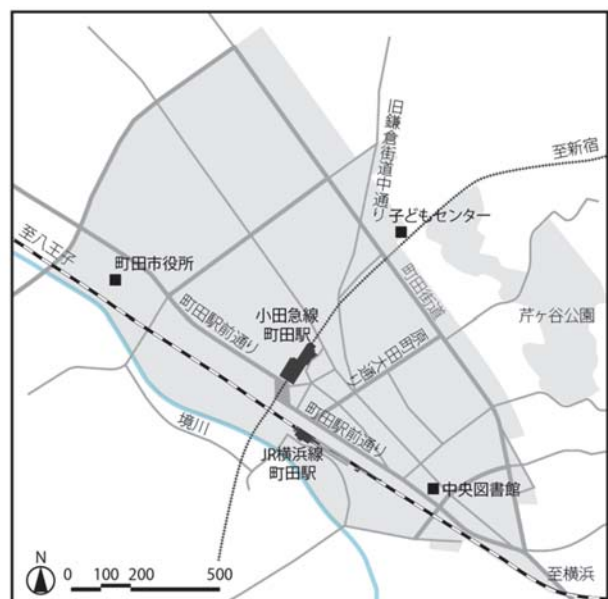 旧鎌倉街道中通り
至新宿
子どもセンター
至八王子
町田市役所
町田街道
芹ヶ谷公園
小田急線
町田駅
町田駅前通り
原町田大通り
町田駅前通り
境川
JR横浜線
町田駅
中央図書館
至横浜
N
0 100 200 500